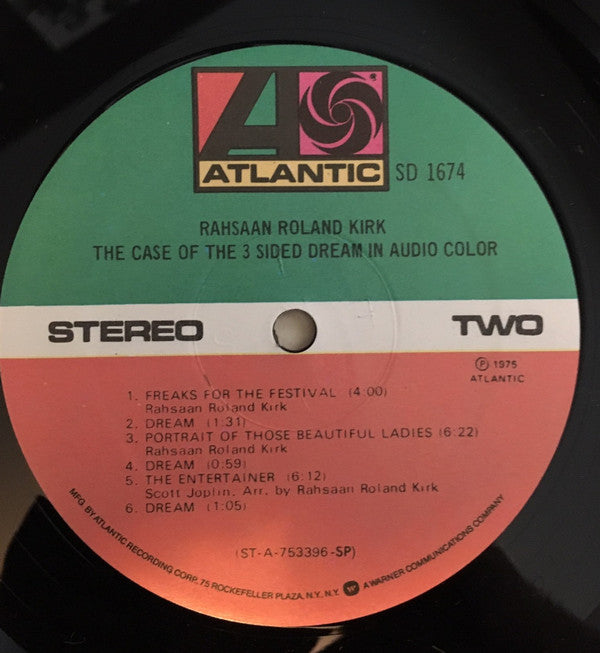 ATLANTIC
SD 1674
RAHSAAN ROLAND KIRK
THE CASE OF THE 3 SIDED DREAM IN AUDIO COLOR
STEREO
TWO
Ⓟ 1975
ATLANTIC
1. FREAKS FOR THE FESTIVAL (4:00)
Rahsaan Roland Kirk
2. DREAM (1:31)
3. PORTRAIT OF THOSE BEAUTIFUL LADIES (6:22)
Rahsaan Roland Kirk
4. DREAM (0:59)
5. THE ENTERTAINER (6:12)
Scott Joplin, Arr. by Rahsaan Roland Kirk
6. DREAM (1:05)
(ST-A-753396-SP)
MFG. BY ATLANTIC RECORDING CORP. 75 ROCKEFELLER PLAZA, N.Y. N.Y. W A WARNER COMMUNICATIONS COMPANY